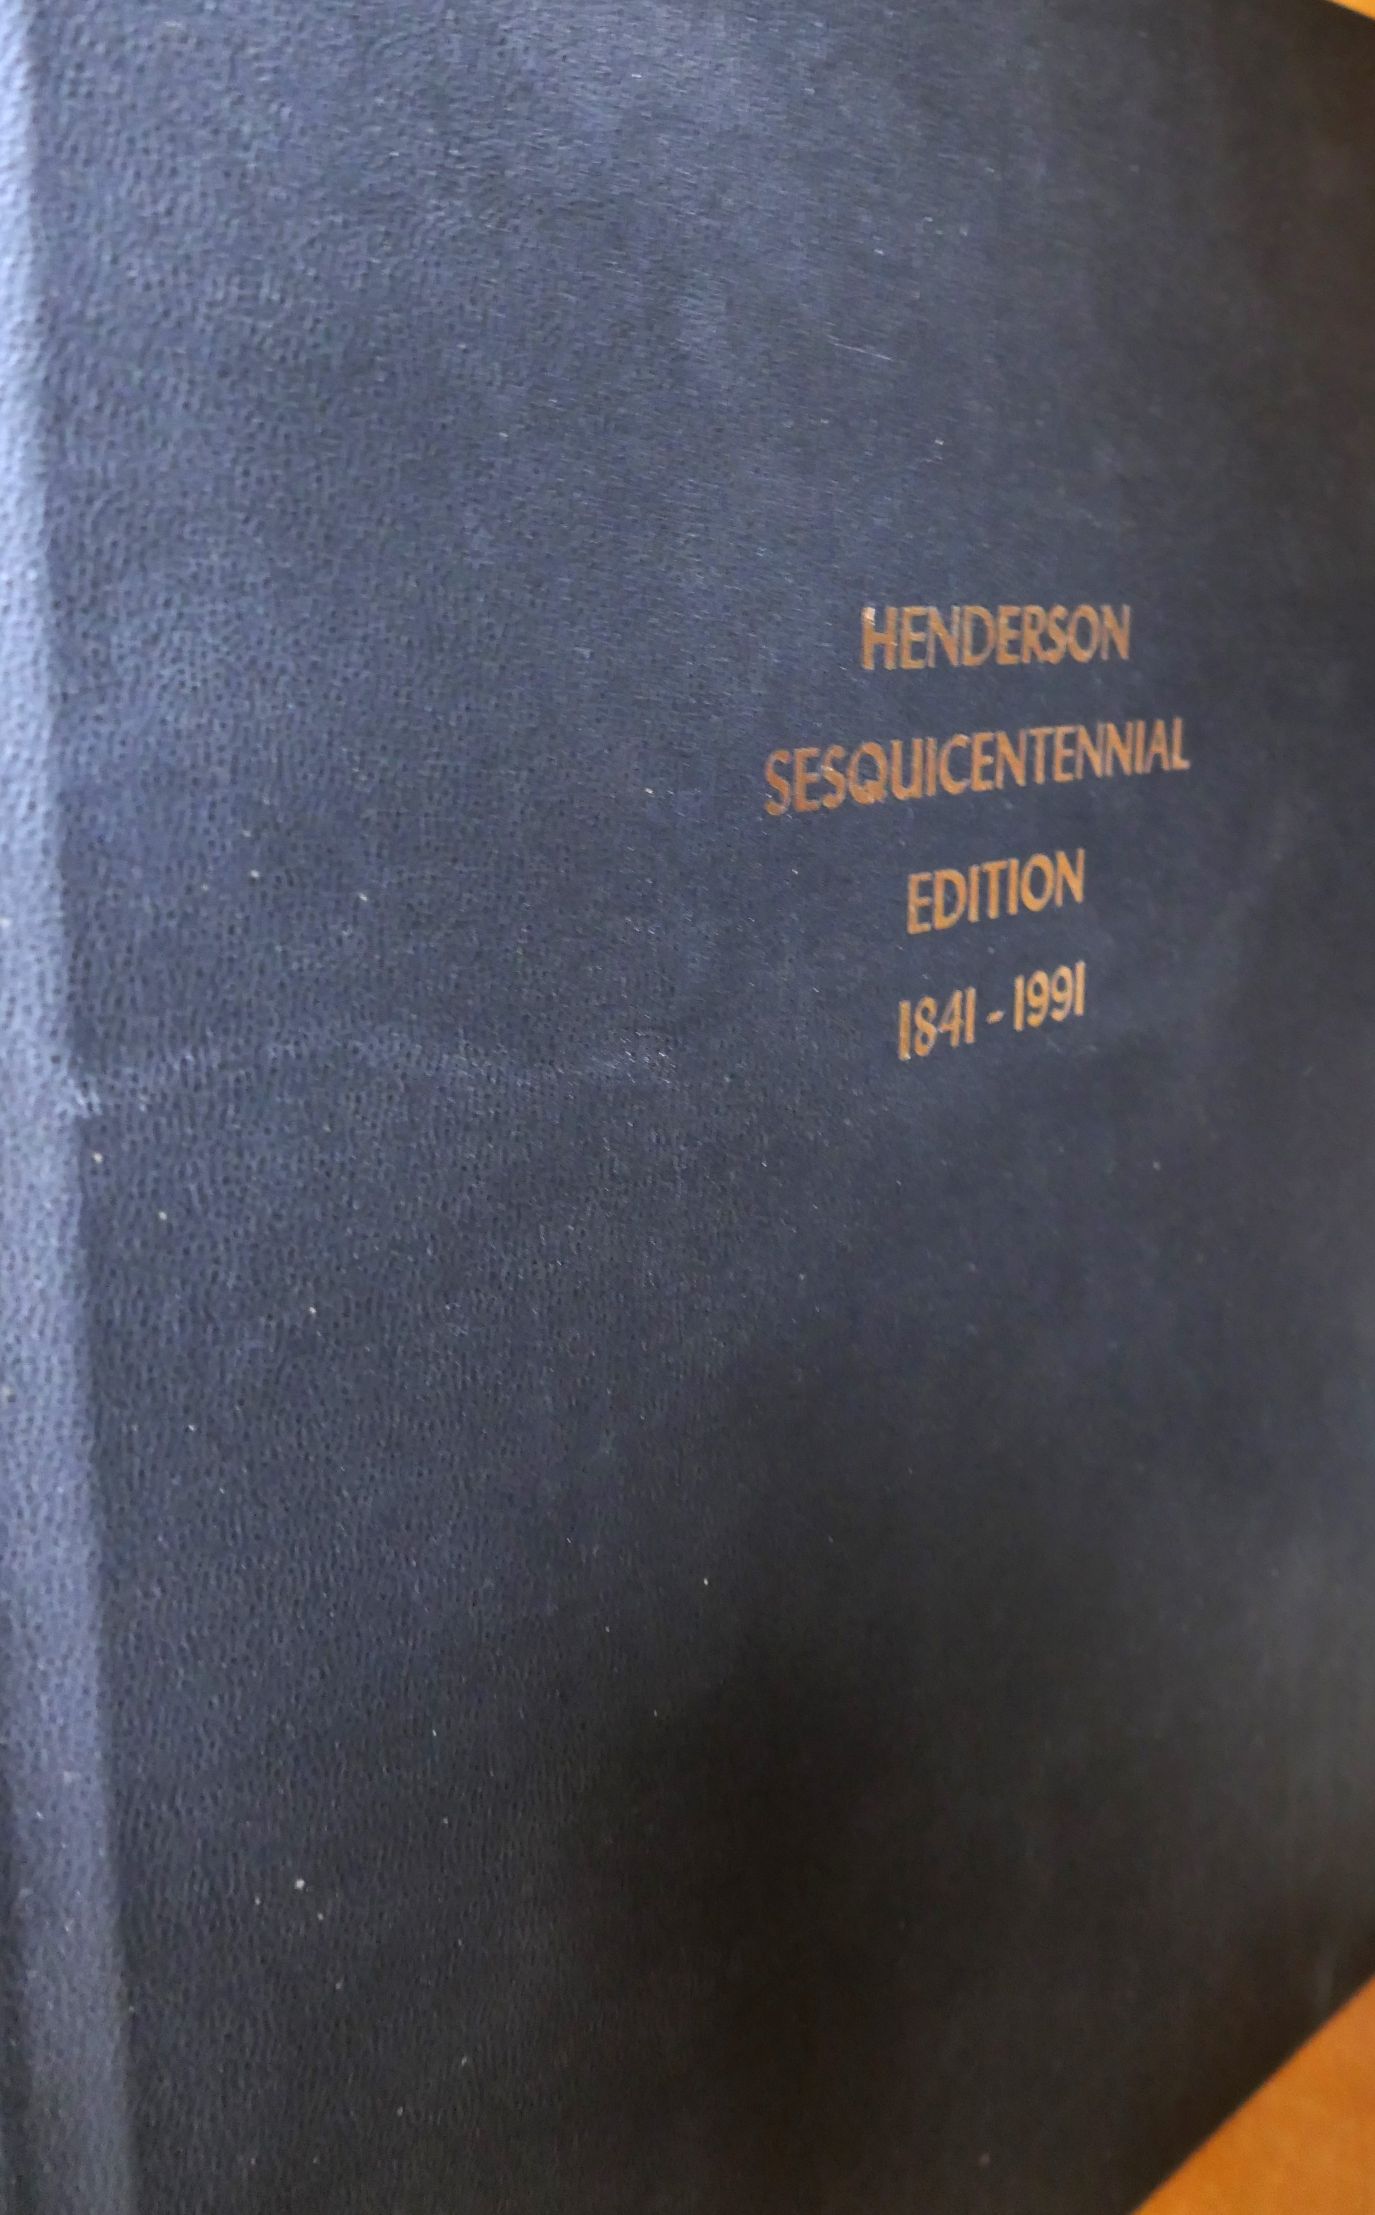 HENDERSON
SESQUICENTENNIAL
EDITION
1841-1991